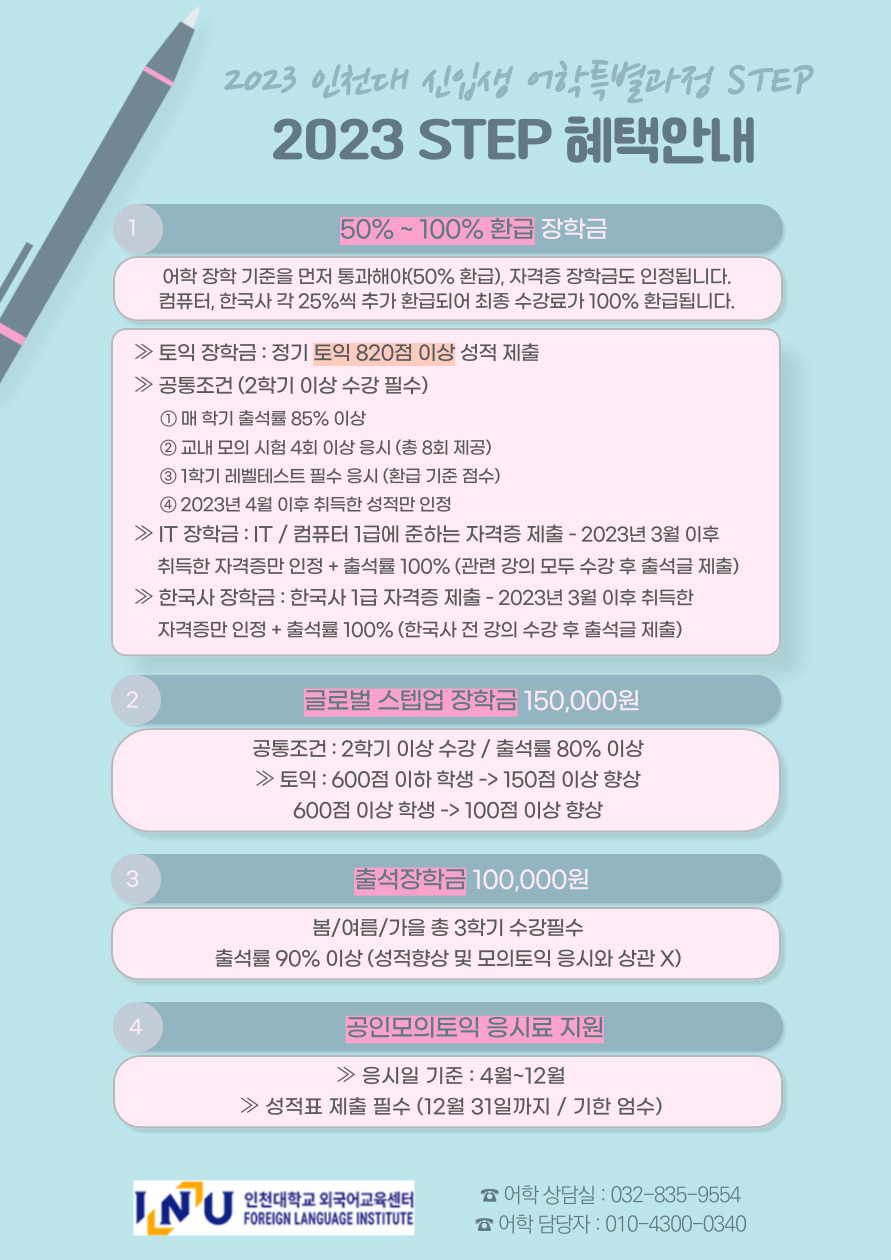 2023 인천대 신입생 어학특별과정 STEP
2023 STEP 혜택안내
1
50% ~ 100% 환급 장학금
어학 장학 기준을 먼저 통과해야(50% 환급), 자격증 장학금도 인정됩니다.
컴퓨터, 한국사 각 25%씩 추가 환급되어 최종 수강료가 100% 환급됩니다.
≫ 토익 장학금 : 정기 토익 820점 이상 성적 제출
≫ 공통조건 (2학기 이상 수강 필수)
① 매 학기 출석률 85% 이상
② 교내 모의 시험 4회 이상 응시 (총 8회 제공)
③ 1학기 레벨테스트 필수 응시 (환급 기준 점수)
④ 2023년 4월 이후 취득한 성적만 인정
≫ IT 장학금 : IT / 컴퓨터 1급에 준하는 자격증 제출 - 2023년 3월 이후
취득한 자격증만 인정 + 출석률 100% (관련 강의 모두 수강 후 출석글 제출)
≫ 한국사 장학금 : 한국사 1급 자격증 제출 - 2023년 3월 이후 취득한
자격증만 인정 + 출석률 100% (한국사 전 강의 수강 후 출석글 제출)
2
글로벌 스텝업 장학금 150,000원
공통조건 : 2학기 이상 수강 / 출석률 80% 이상
≫ 토익 : 600점 이하 학생 -> 150점 이상 향상
600점 이상 학생 -> 100점 이상 향상
3
출석장학금 100,000원
봄/여름/가을 총 3학기 수강필수
출석률 90% 이상 (성적향상 및 모의토익 응시와 상관 X)
4
공인모의토익 응시료 지원
≫ 응시일 기준 : 4월~12월
≫ 성적표 제출 필수 (12월 31일까지 / 기한 엄수)
INU 인천대학교 외국어교육센터
FOREIGN LANGUAGE INSTITUTE
☎ 어학 상담실 : 032-835-9554
☎ 어학 담당자 : 010-4300-0340